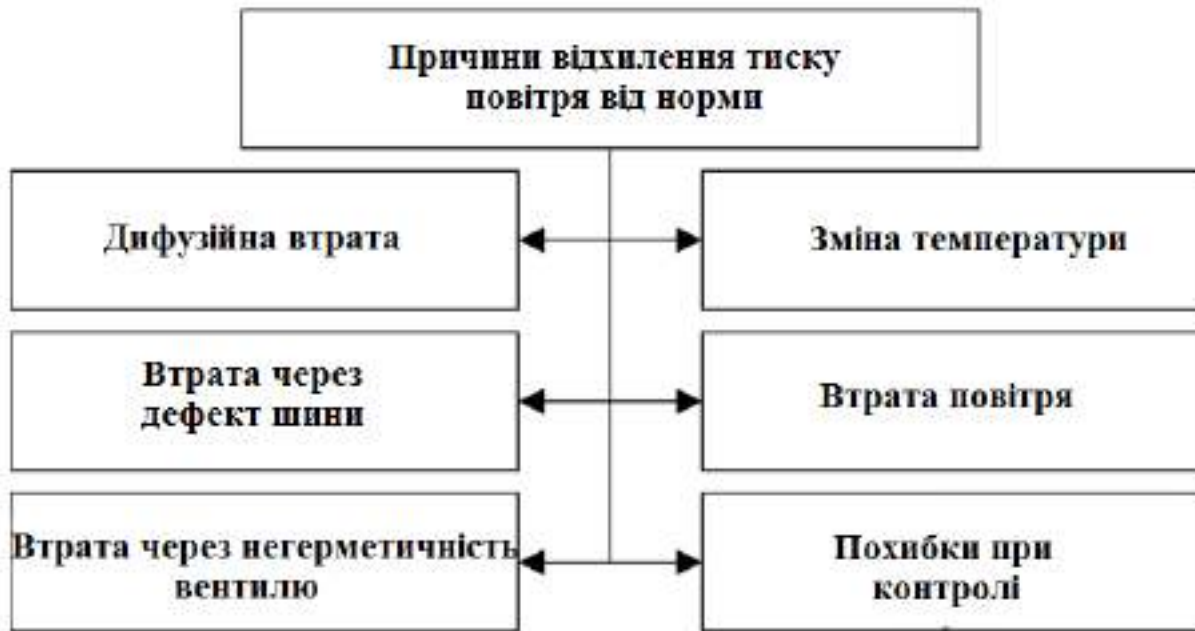 Причини відхилення тиску
повітря від норми
Дифузійна втрата
Зміна температури
Втрата через
дефект шини
Втрата повітря
Втрата через негерметичність
вентилю
Похибки при
контролі